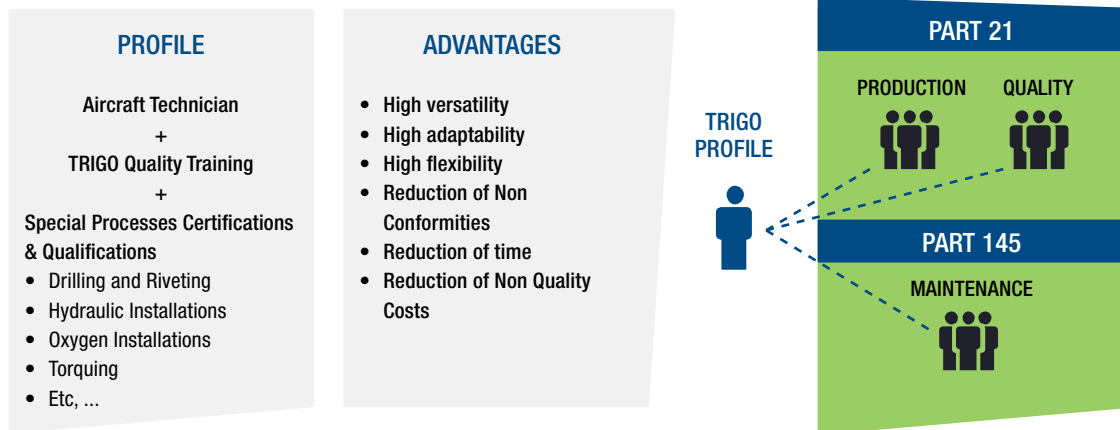 PROFILE
Aircraft Technician
+
TRIGO Quality Training
+
Special Processes Certifications
& Qualifications
• Drilling and Riveting
• Hydraulic Installations
• Oxygen Installations
• Torquing
• Etc, ...
ADVANTAGES
• High versatility
• High adaptability
• High flexibility
• Reduction of Non
Conformities
• Reduction of time
• Reduction of Non Quality
Costs
TRIGO
PROFILE
PART 21
PRODUCTION
QUALITY
PART 145
MAINTENANCE